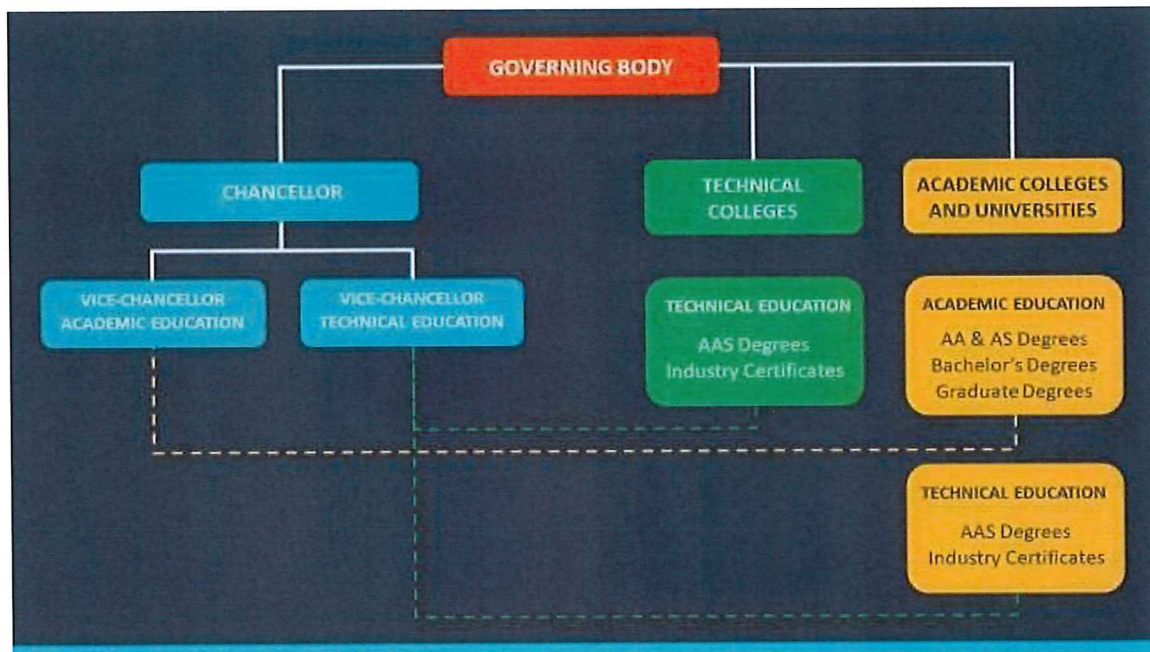 GOVERNING BODY
CHANCELLOR
TECHNICAL
COLLEGES
ACADEMIC COLLEGES
AND UNIVERSITIES
VICE-CHANCELLOR
ACADEMIC EDUCATION
VICE-CHANCELLOR
TECHNICAL EDUCATION
TECHNICAL EDUCATION
AAS Degrees
Industry Certificates
ACADEMIC EDUCATION
AA & AS Degrees
Bachelor's Degrees
Graduate Degrees
TECHNICAL EDUCATION
AAS Degrees
Industry Certificates